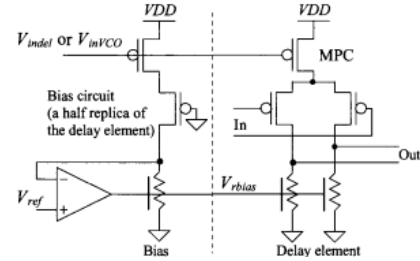 VDD
VDD
Vindel or VinVCO
MPC
Bias circuit
(a half replica of
the delay element)
In
Out
−
Vref
+
Vrbias
Bias
Delay element